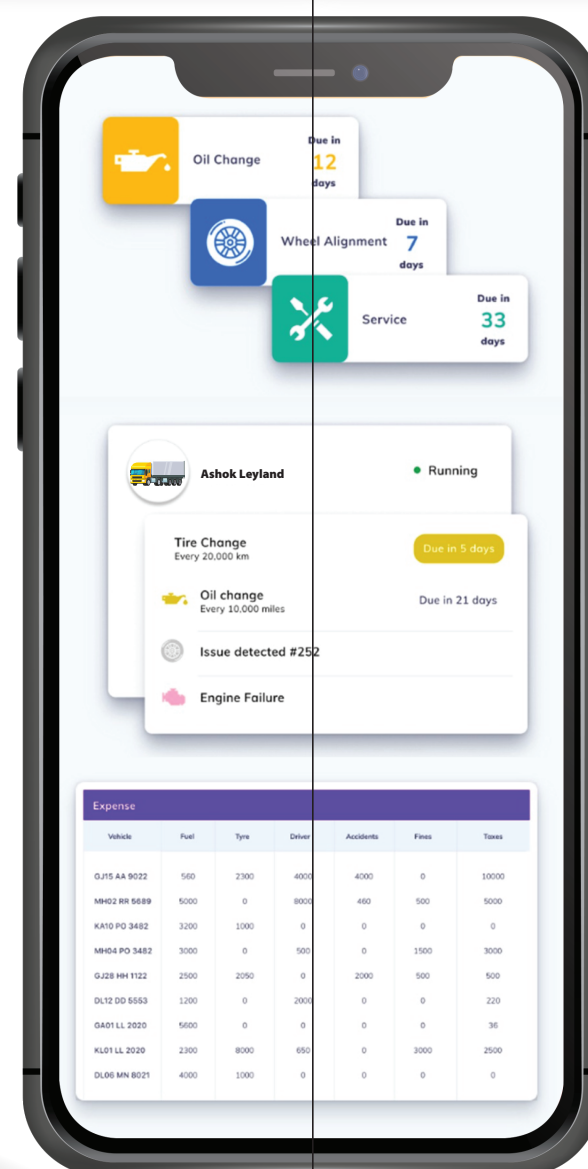 Oil Change
Due in
12
days
Wheel Alignment
Due in
7
days
Service
Due in
33
days
Ashok Leyland
Running
Tire Change
Every 20,000 km
Due in 5 days
Oil change
Every 10,000 miles
Due in 21 days
Issue detected #252
Engine Failure
Expense
Vehicle Fuel Tyre Driver Accidents Fines Taxes
GJ15 AA 9022 560 2300 4000 4000 0 10000
MH02 RR 5689 5000 0 8000 460 500 5000
KA10 PO 3482 3200 1000 0 0 0 0
MH04 PO 3482 3000 0 500 0 1500 3000
GJ28 HH 1122 2500 2050 0 2000 500 500
DL12 DD 5553 1200 0 2000 0 0 220
GA01 LL 2020 5600 0 0 0 0 36
KL01 LL 2020 2300 8000 650 0 3000 2500
DL06 MN 8021 4000 1000 0 0 0 0